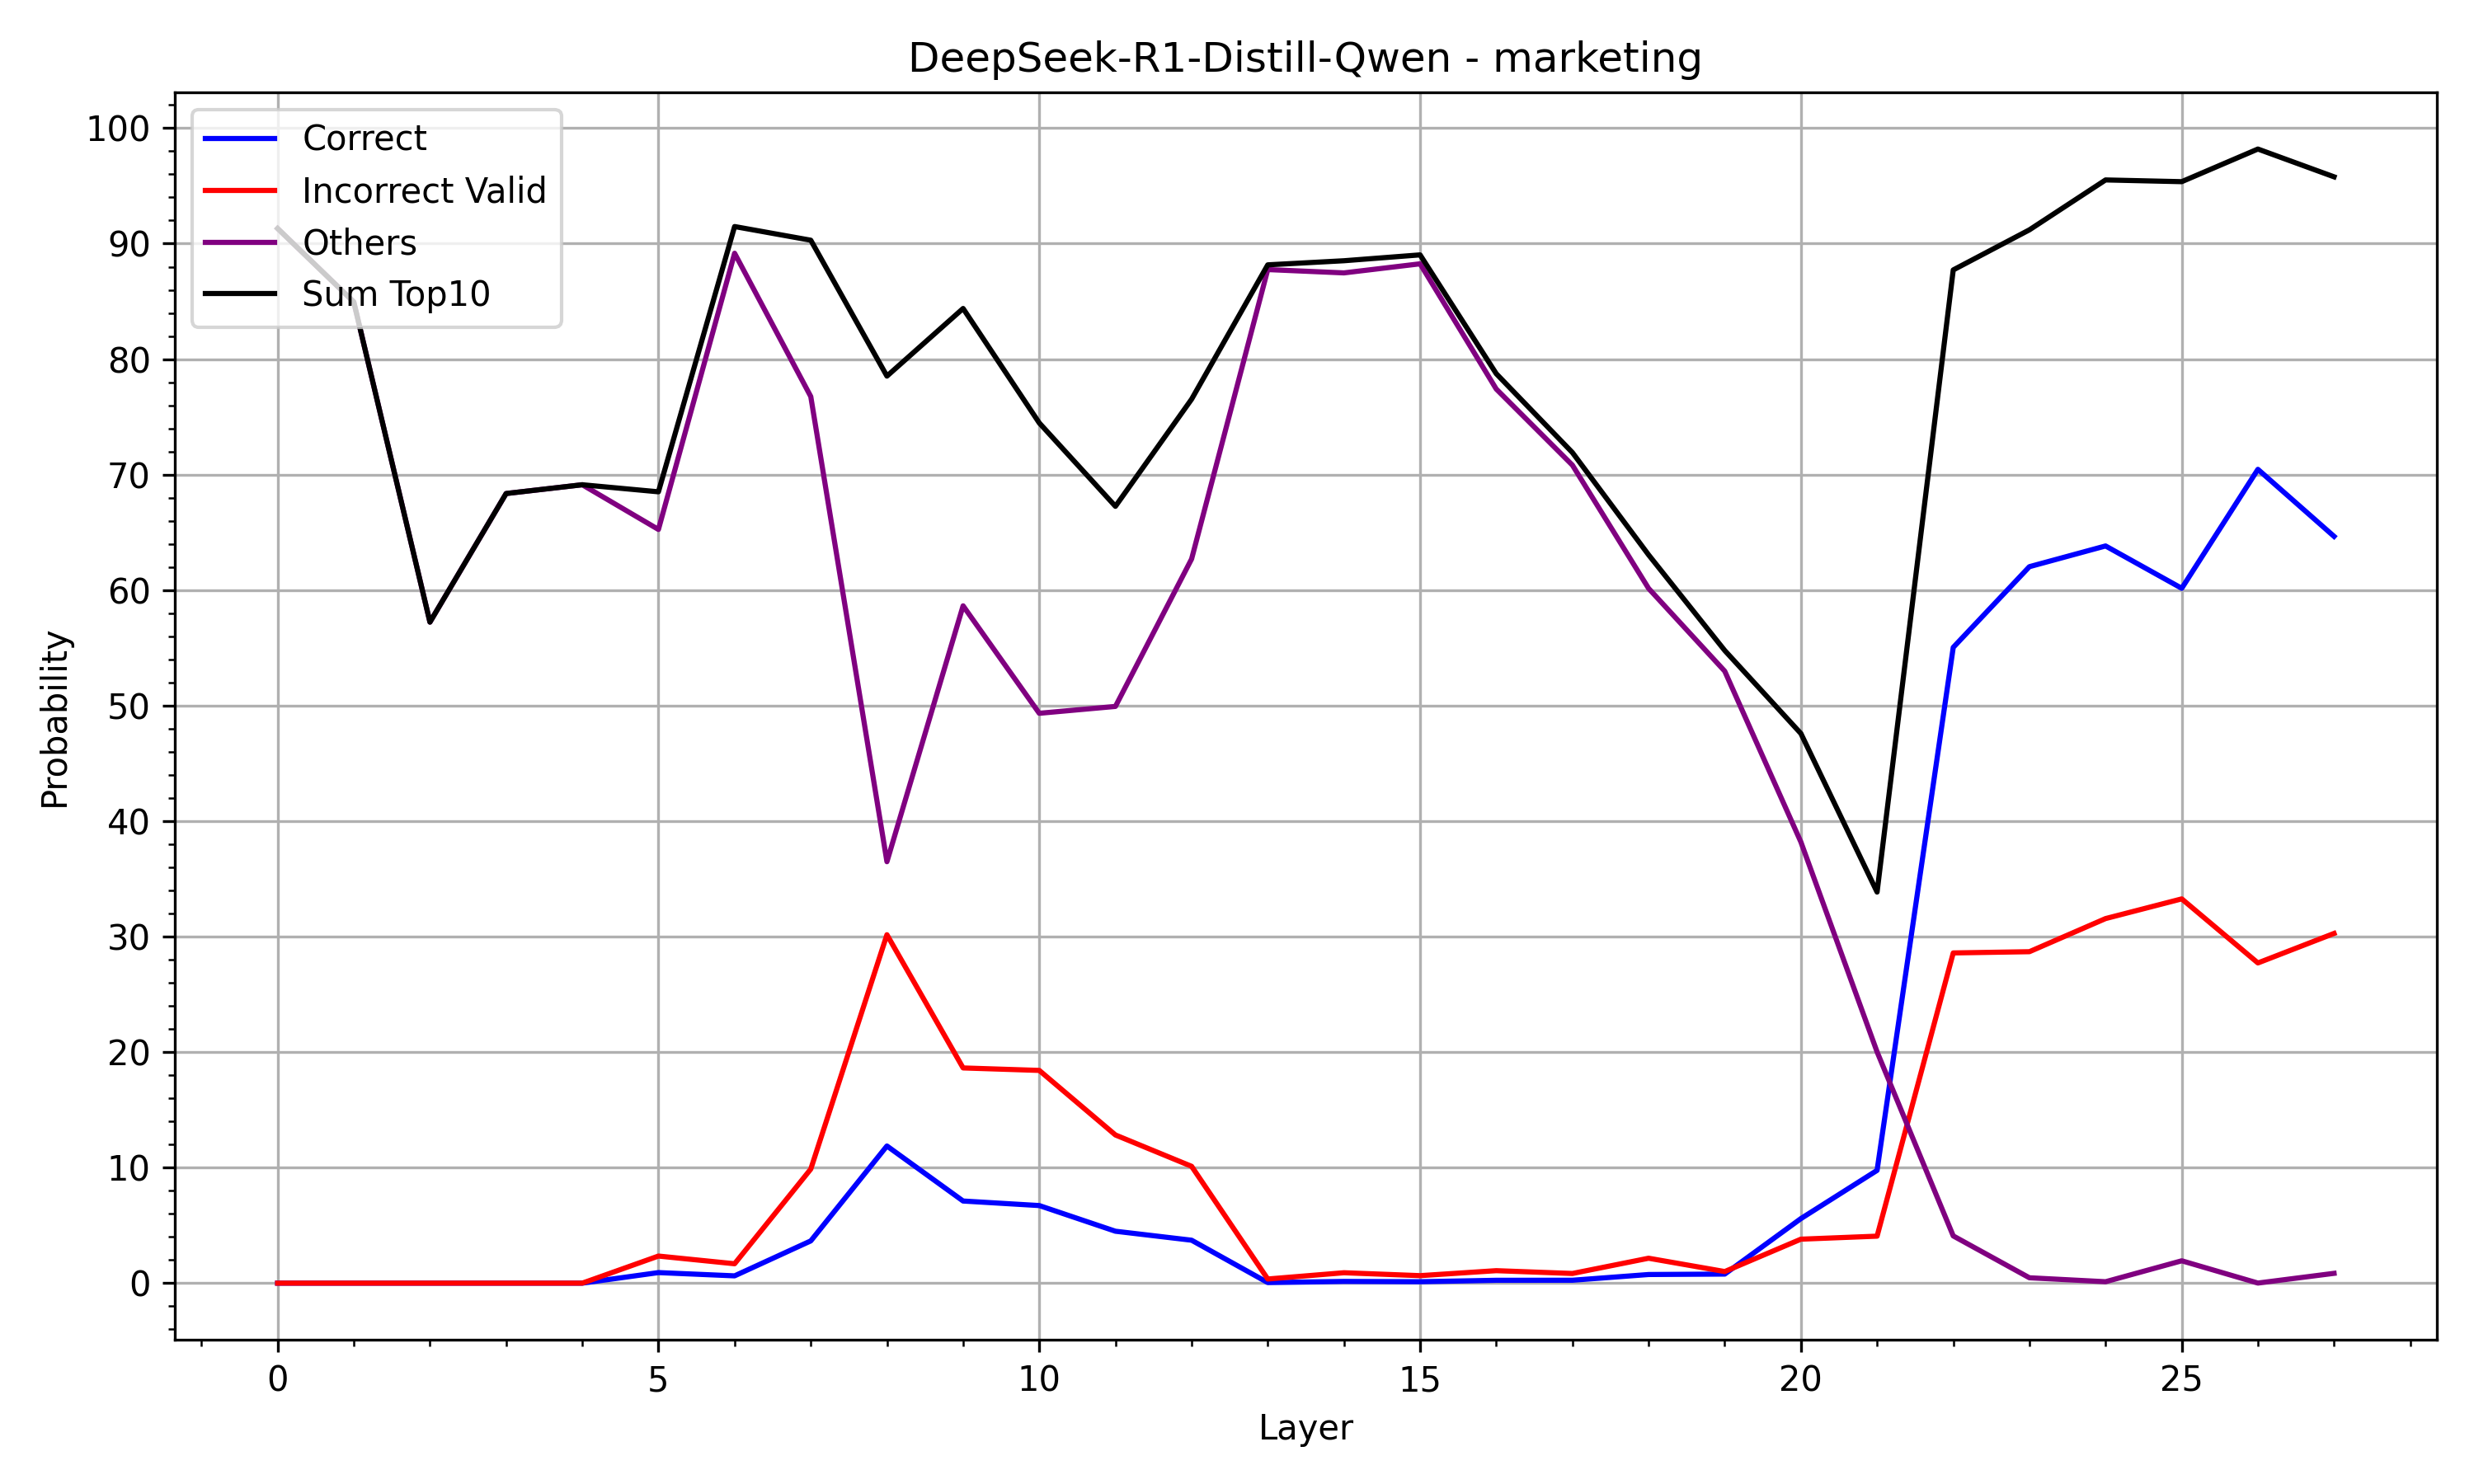 DeepSeek-R1-Distill-Qwen - marketing
Correct
Incorrect Valid
Others
Sum Top10
100
90
80
70
60
50
40
30
20
10
0
Probability
0 5 10 15 20 25
Layer